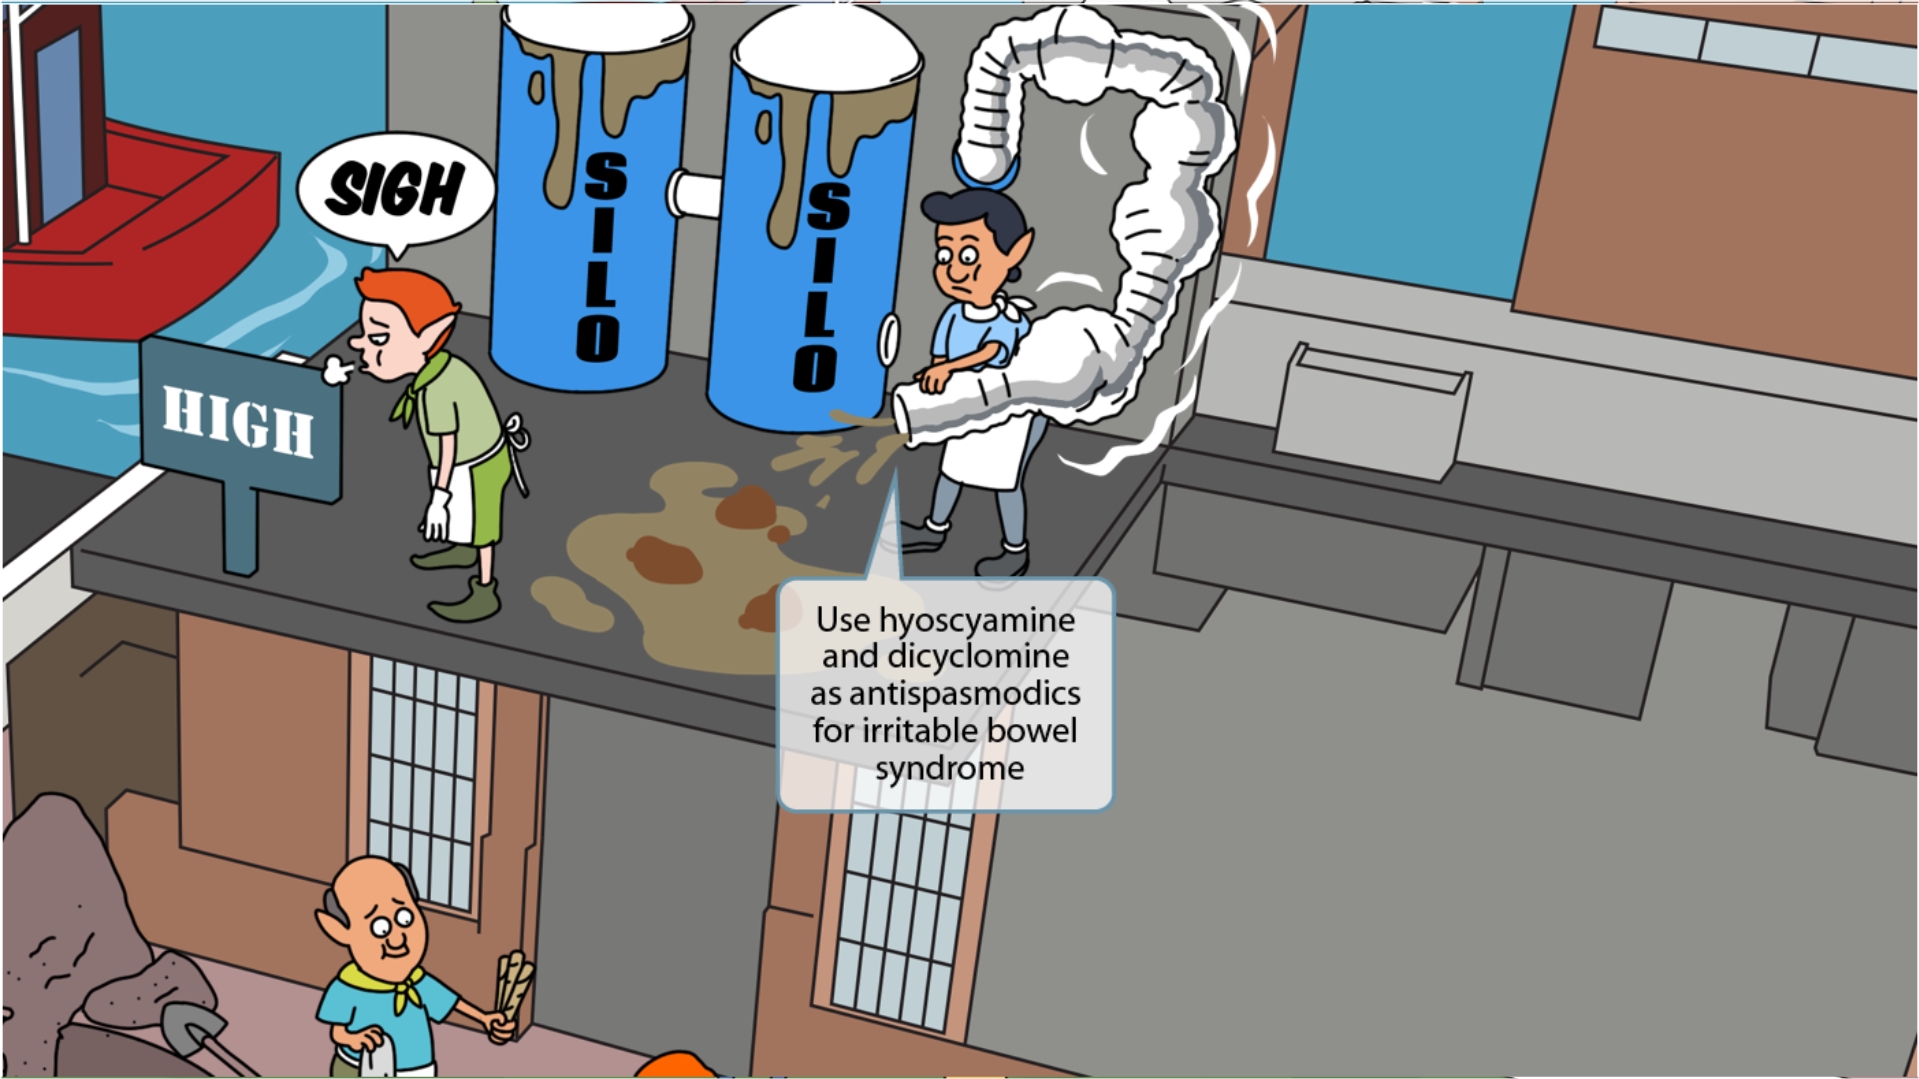 SIGH
SILO
SILO
HIGH
Use hyoscyamine
and dicyclomine
as antispasmodics
for irritable bowel
syndrome